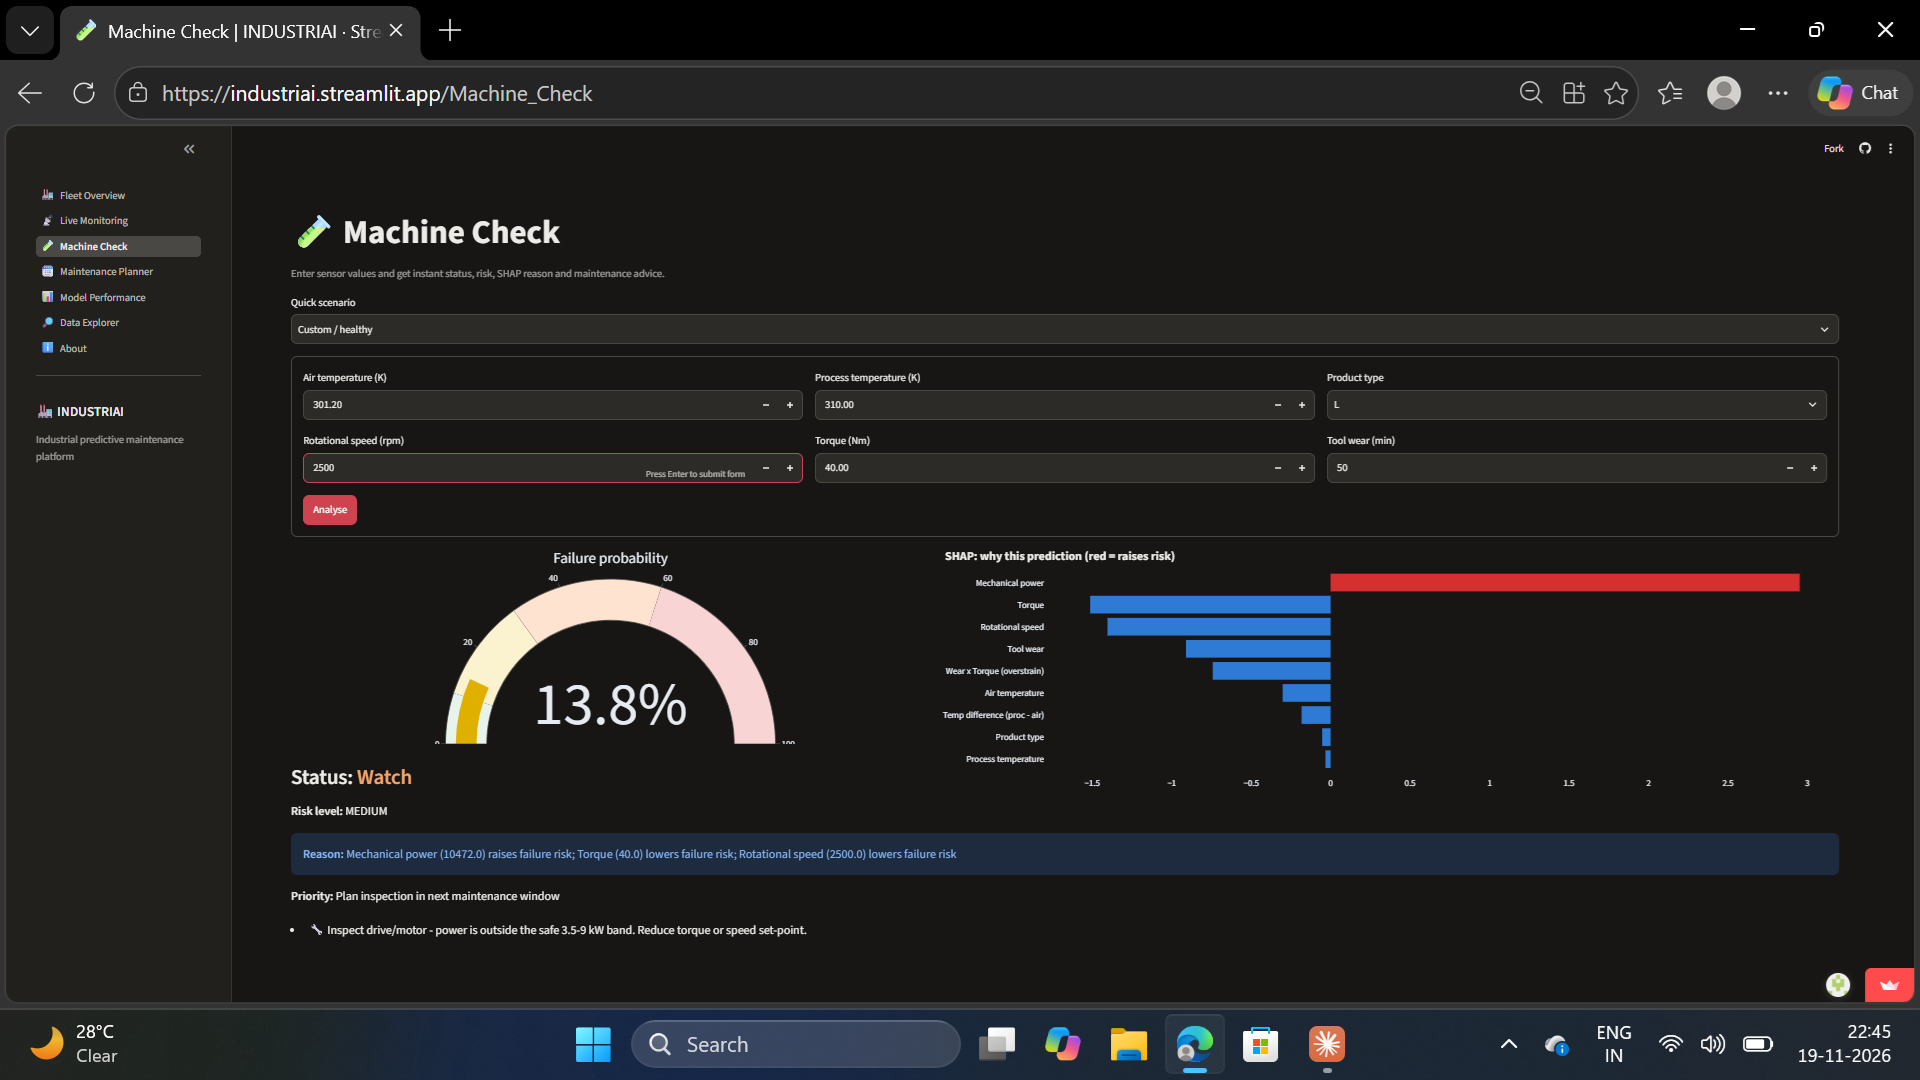 Machine Check | INDUSTRIAI · Stre
https://industriai.streamlit.app/Machine_Check
Chat
Fork
Fleet Overview
Live Monitoring
Machine Check
Maintenance Planner
Model Performance
Data Explorer
About
INDUSTRIAI
Industrial predictive maintenance
platform
Machine Check
Enter sensor values and get instant status, risk, SHAP reason and maintenance advice.
Quick scenario
Custom / healthy
Air temperature (K)
Process temperature (K)
Product type
301.20
310.00
L
Rotational speed (rpm)
Torque (Nm)
Tool wear (min)
2500
Press Enter to submit form
40.00
50
Analyse
Failure probability
0
20
40
60
80
100
13.8%
SHAP: why this prediction (red = raises risk)
Mechanical power
Torque
Rotational speed
Tool wear
Wear x Torque (overstrain)
Air temperature
Temp difference (proc - air)
Product type
Process temperature
−1.5 −1 −0.5 0 0.5 1 1.5 2 2.5 3
Status: Watch
Risk level: MEDIUM
Reason: Mechanical power (10472.0) raises failure risk; Torque (40.0) lowers failure risk; Rotational speed (2500.0) lowers failure risk
Priority: Plan inspection in next maintenance window
Inspect drive/motor - power is outside the safe 3.5-9 kW band. Reduce torque or speed set-point.
28°C
Clear
Search
ENG
IN
22:45
19-11-2026